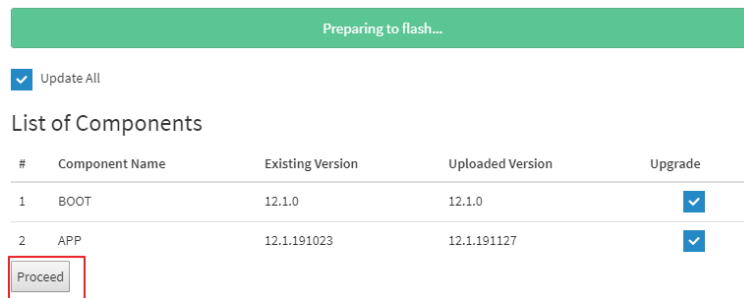 Preparing to flash...
Update All
List of Components
# Component Name Existing Version Uploaded Version Upgrade
1 BOOT 12.1.0 12.1.0
2 APP 12.1.191023 12.1.191127
Proceed